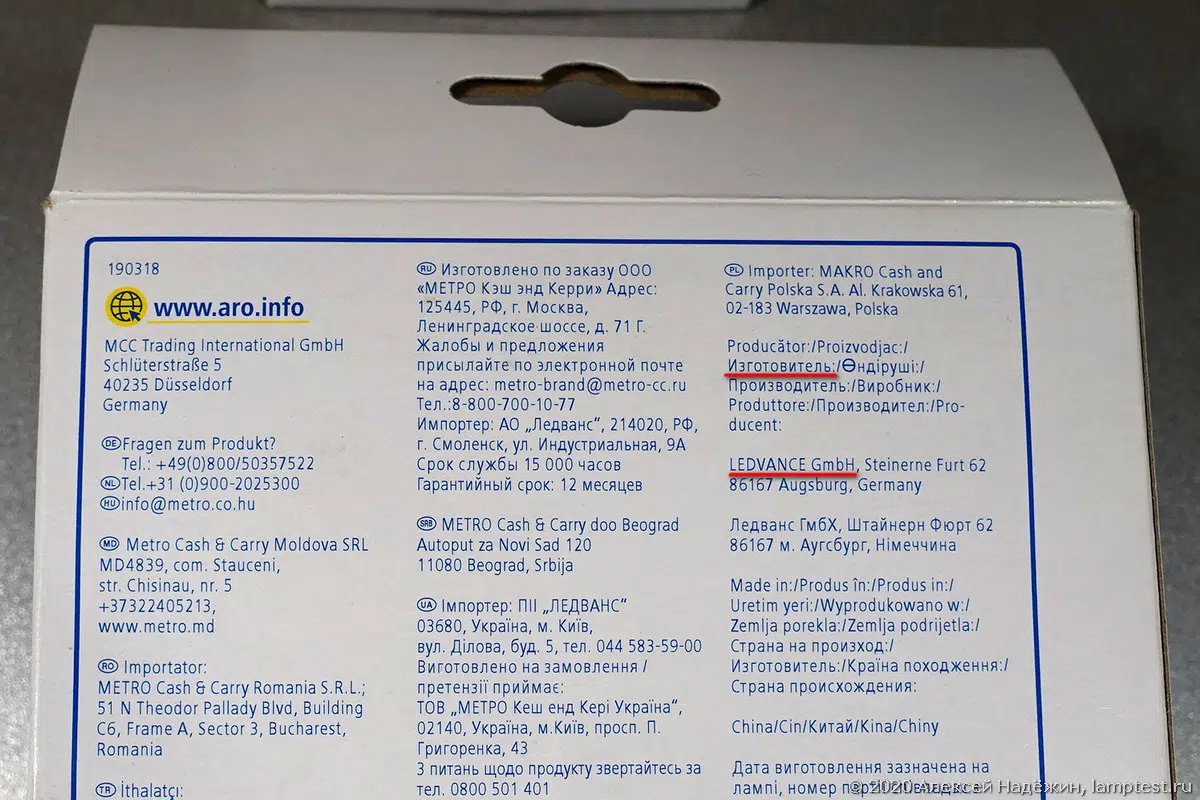 190318
www.aro.info
MCC Trading International GmbH
Schlüterstraße 5
40235 Düsseldorf
Germany
DE Fragen zum Produkt?
Tel.: +49(0)800/50357522
NL Tel.+31 (0)900-2025300
HU info@metro.co.hu
MD Metro Cash & Carry Moldova SRL
MD4839, com. Stauceni,
str. Chisinau, nr. 5
+37322405213,
www.metro.md
RO Importator:
METRO Cash & Carry Romania S.R.L.;
51 N Theodor Pallady Blvd, Building
C6, Frame A, Sector 3, Bucharest,
Romania
TR İthalatçı:
RU Изготовлено по заказу ООО
«МЕТРО Кэш энд Керри» Адрес:
125445, РФ, г. Москва,
Ленинградское шоссе, д. 71 Г.
Жалобы и предложения
присылайте по электронной почте
на адрес: metro-brand@metro-cc.ru
Тел.:8-800-700-10-77
Импортер: АО „Ледванс“, 214020, РФ,
г. Смоленск, ул. Индустриальная, 9А
Срок службы 15 000 часов
Гарантийный срок: 12 месяцев
SRB METRO Cash & Carry doo Beograd
Autoput za Novi Sad 120
11080 Beograd, Srbija
UA Імпортер: ПІІ „ЛЕДВАНС“
03680, Україна, м. Київ,
вул. Ділова, буд. 5, тел. 044 583-59-00
Виготовлено на замовлення /
претензії приймає:
ТОВ „МЕТРО Кеш енд Кері Україна“,
02140, Україна, м.Київ, просп. П.
Григоренка, 43
З питань щодо продукту звертайтесь за
тел. 0800 501 401
PL Importer: MAKRO Cash and
Carry Polska S.A. Al. Krakowska 61,
02-183 Warszawa, Polska
Producător:/Proizvodjac:/
Изготовитель:/Өндіруші:/
Производитель:/Виробник:/
Produttore:/Производител:/Pro-
ducent:
LEDVANCE GmbH, Steinerne Furt 62
86167 Augsburg, Germany
Ледванс ГмбХ, Штайнерн Фюрт 62
86167 м. Аугсбург, Німеччина
Made in:/Produs în:/Produs in:/
Uretim yeri:/Wyprodukowano w:/
Zemlja porekla:/Zemlja podrijetla:/
Страна на произход:/
Изготовитель:/Країна походження:/
Страна происхождения:
China/Cin/Китай/Kina/Chiny
Дата виготовлення зазначена на
лампі, номер партії
© 2020 Алексей Надёжин, lamptest.ru